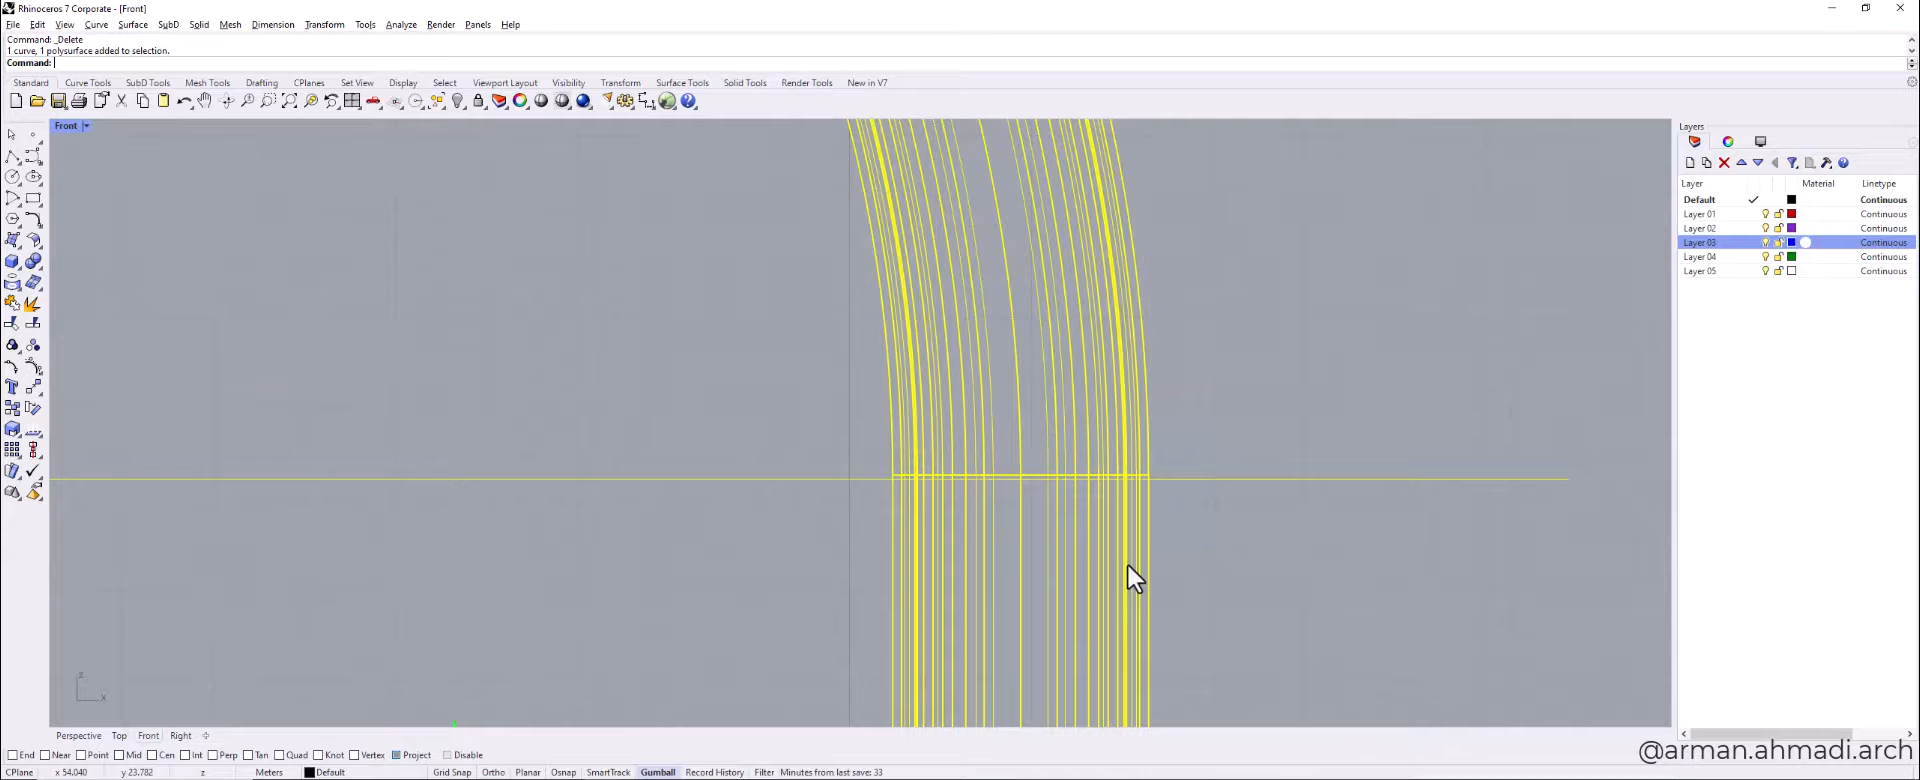 Rhinoceros 7 Corporate - [Front]
File Edit View Curve Surface SubD Solid Mesh Dimension Transform Tools Analyze Render Panels Help
Command: _Delete
1 curve, 1 polysurface added to selection.
Command:
Standard Curve Tools SubD Tools Mesh Tools Drafting CPlanes Set View Display Select Viewport Layout Visibility Transform Surface Tools Solid Tools Render Tools New in V7
Front
Layers
Layer Material Linetype
Default Continuous
Layer 01 Continuous
Layer 02 Continuous
Layer 03 Continuous
Layer 04 Continuous
Layer 05 Continuous
z
x
Perspective Top Front Right
End Near Point Mid Cen Int Perp Tan Quad Knot Vertex Project Disable
@arman.ahmadi.arch
CPlane x 54.040 y 23.782 z Meters Default Grid Snap Ortho Planar Osnap SmartTrack Gumball Record History Filter Minutes from last save: 33